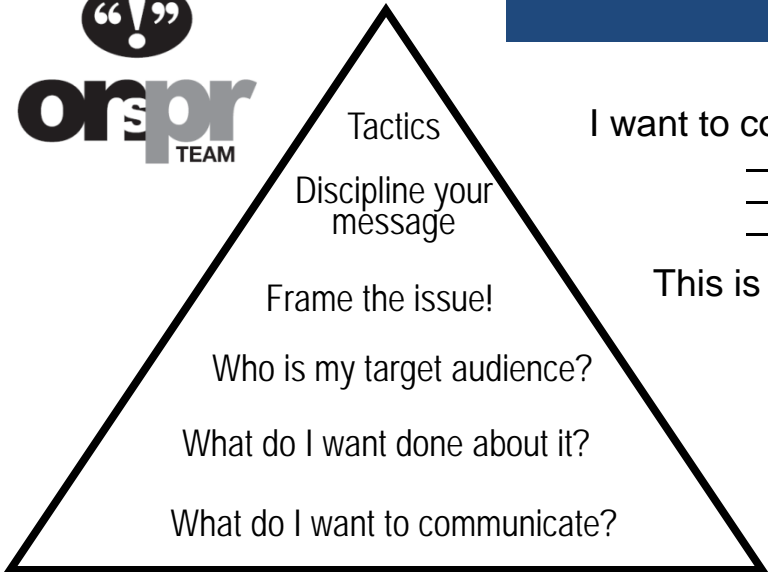 orspr
TEAM
Tactics
Discipline your
message
Frame the issue!
Who is my target audience?
What do I want done about it?
What do I want to communicate?
I want to
This is